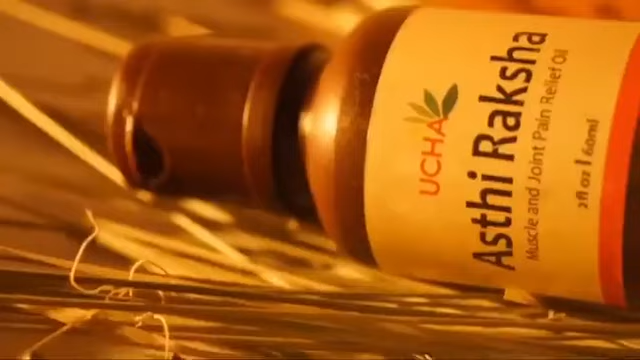 UCHA
Asthi Raksha
Muscle and Joint Pain Relief Oil
2fl oz | 60ml